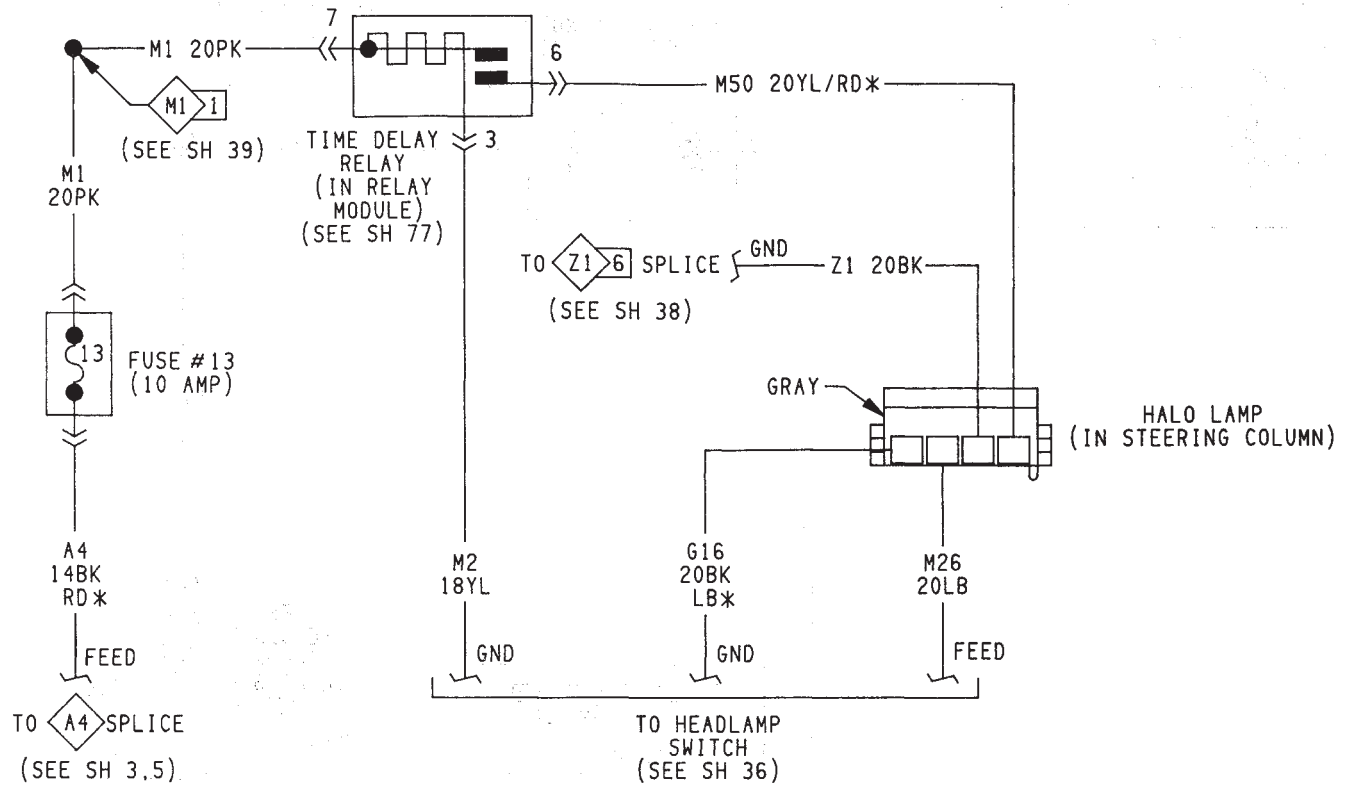 7
M1 20PK
6
M50 20YL/RD*
M1 1
(SEE SH 39)
3
TIME DELAY
RELAY
(IN RELAY
MODULE)
(SEE SH 77)
M1
20PK
TO Z1 6 SPLICE
GND
Z1 20BK
(SEE SH 38)
13
FUSE #13
(10 AMP)
GRAY
HALO LAMP
(IN STEERING COLUMN)
A4
14BK
RD*
M2
18YL
G16
20BK
LB*
M26
20LB
FEED
GND
GND
FEED
TO A4 SPLICE
(SEE SH 3,5)
TO HEADLAMP
SWITCH
(SEE SH 36)